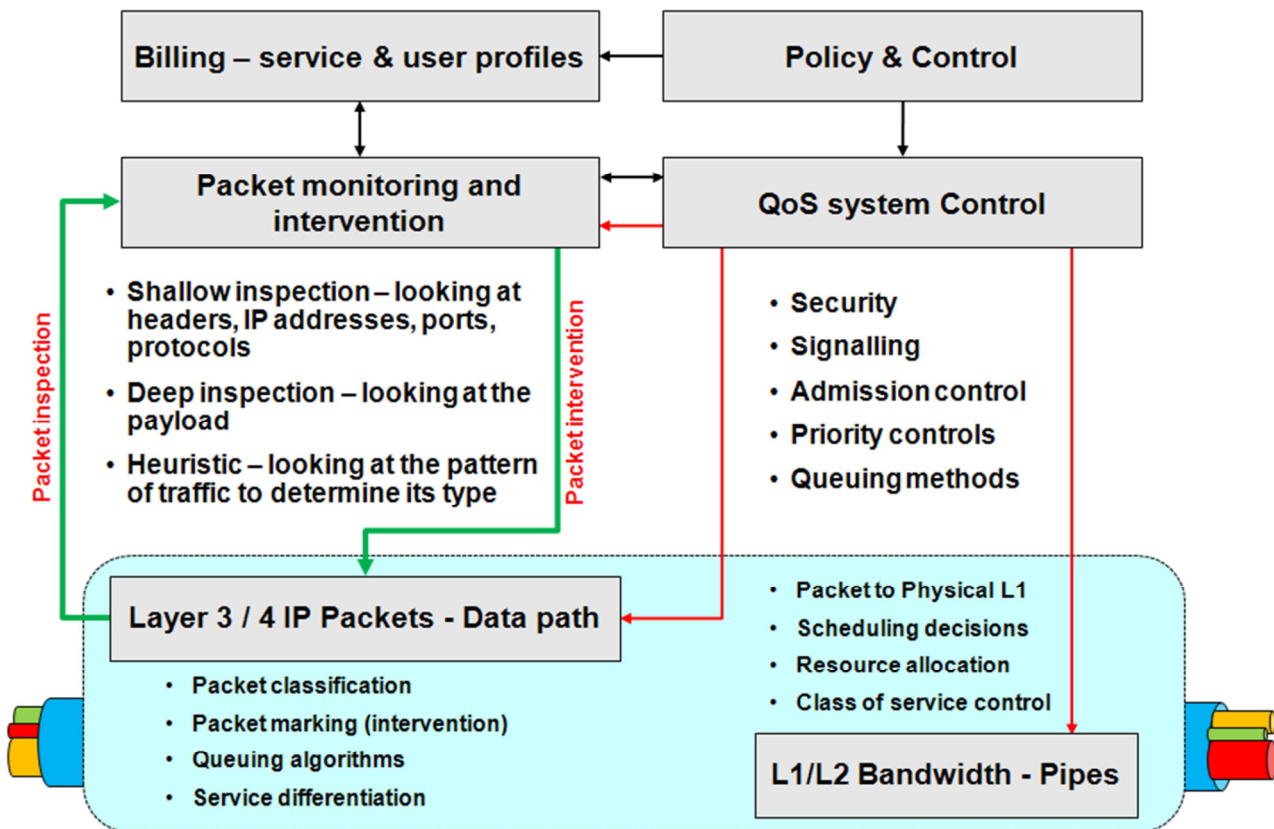 Billing – service & user profiles
Policy & Control
Packet monitoring and
intervention
QoS system Control
• Shallow inspection – looking at
headers, IP addresses, ports,
protocols
• Deep inspection – looking at the
payload
• Heuristic – looking at the pattern
of traffic to determine its type
Packet inspection
Packet intervention
• Security
• Signalling
• Admission control
• Priority controls
• Queuing methods
Layer 3 / 4 IP Packets - Data path
• Packet classification
• Packet marking (intervention)
• Queuing algorithms
• Service differentiation
• Packet to Physical L1
• Scheduling decisions
• Resource allocation
• Class of service control
L1/L2 Bandwidth - Pipes